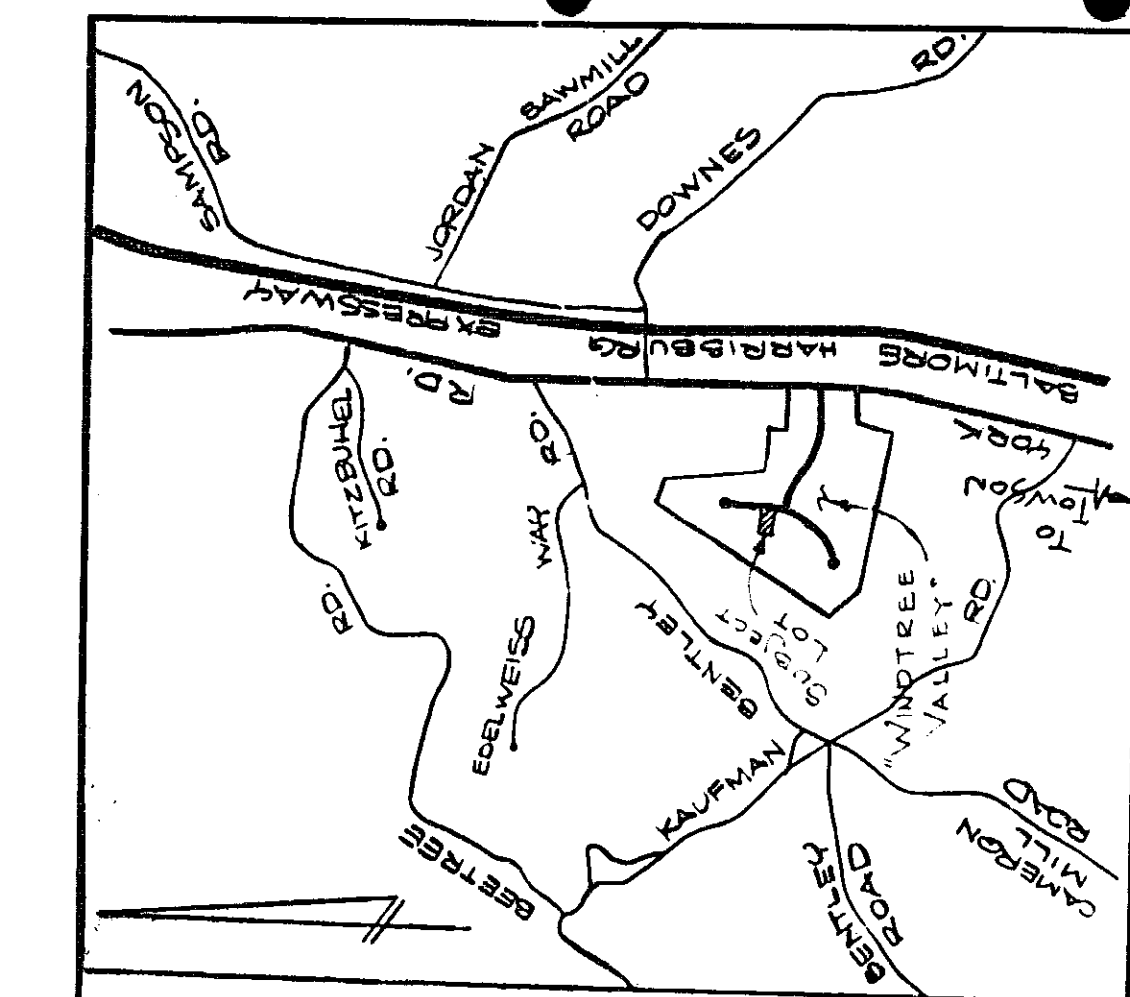 SAMPSON
RD.
JORDAN
SAWMILL
ROAD
DOWNES
RD.
BALTIMORE HARRISBURG EXPRESSWAY
YORK
RD.
KITZBUHEL
RD.
BEETREE
RD.
EDELWEISS
WAY
BENTLEY
RD.
SUBJECT
LOT
"WINDTREE
VALLEY"
TO
TOWSON
KAUFMAN
RD.
BENTLEY
ROAD
CAMERON
MILL
ROAD